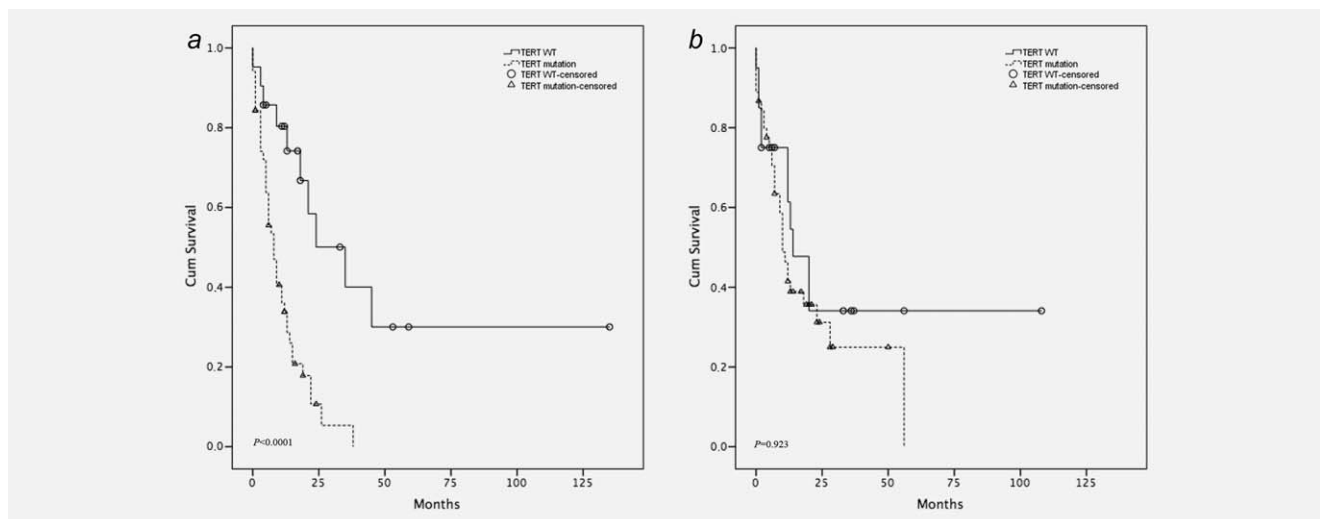 a
TERT WT
TERT mutation
TERT WT-censored
TERT mutation-censored
1.0
0.8
0.6
0.4
0.2
0.0
Cum Survival
P<0.0001
0 25 50 75 100 125
Months
b
TERT WT
TERT mutation
TERT WT-censored
TERT mutation-censored
1.0
0.8
0.6
0.4
0.2
0.0
Cum Survival
P=0.923
0 25 50 75 100 125
Months